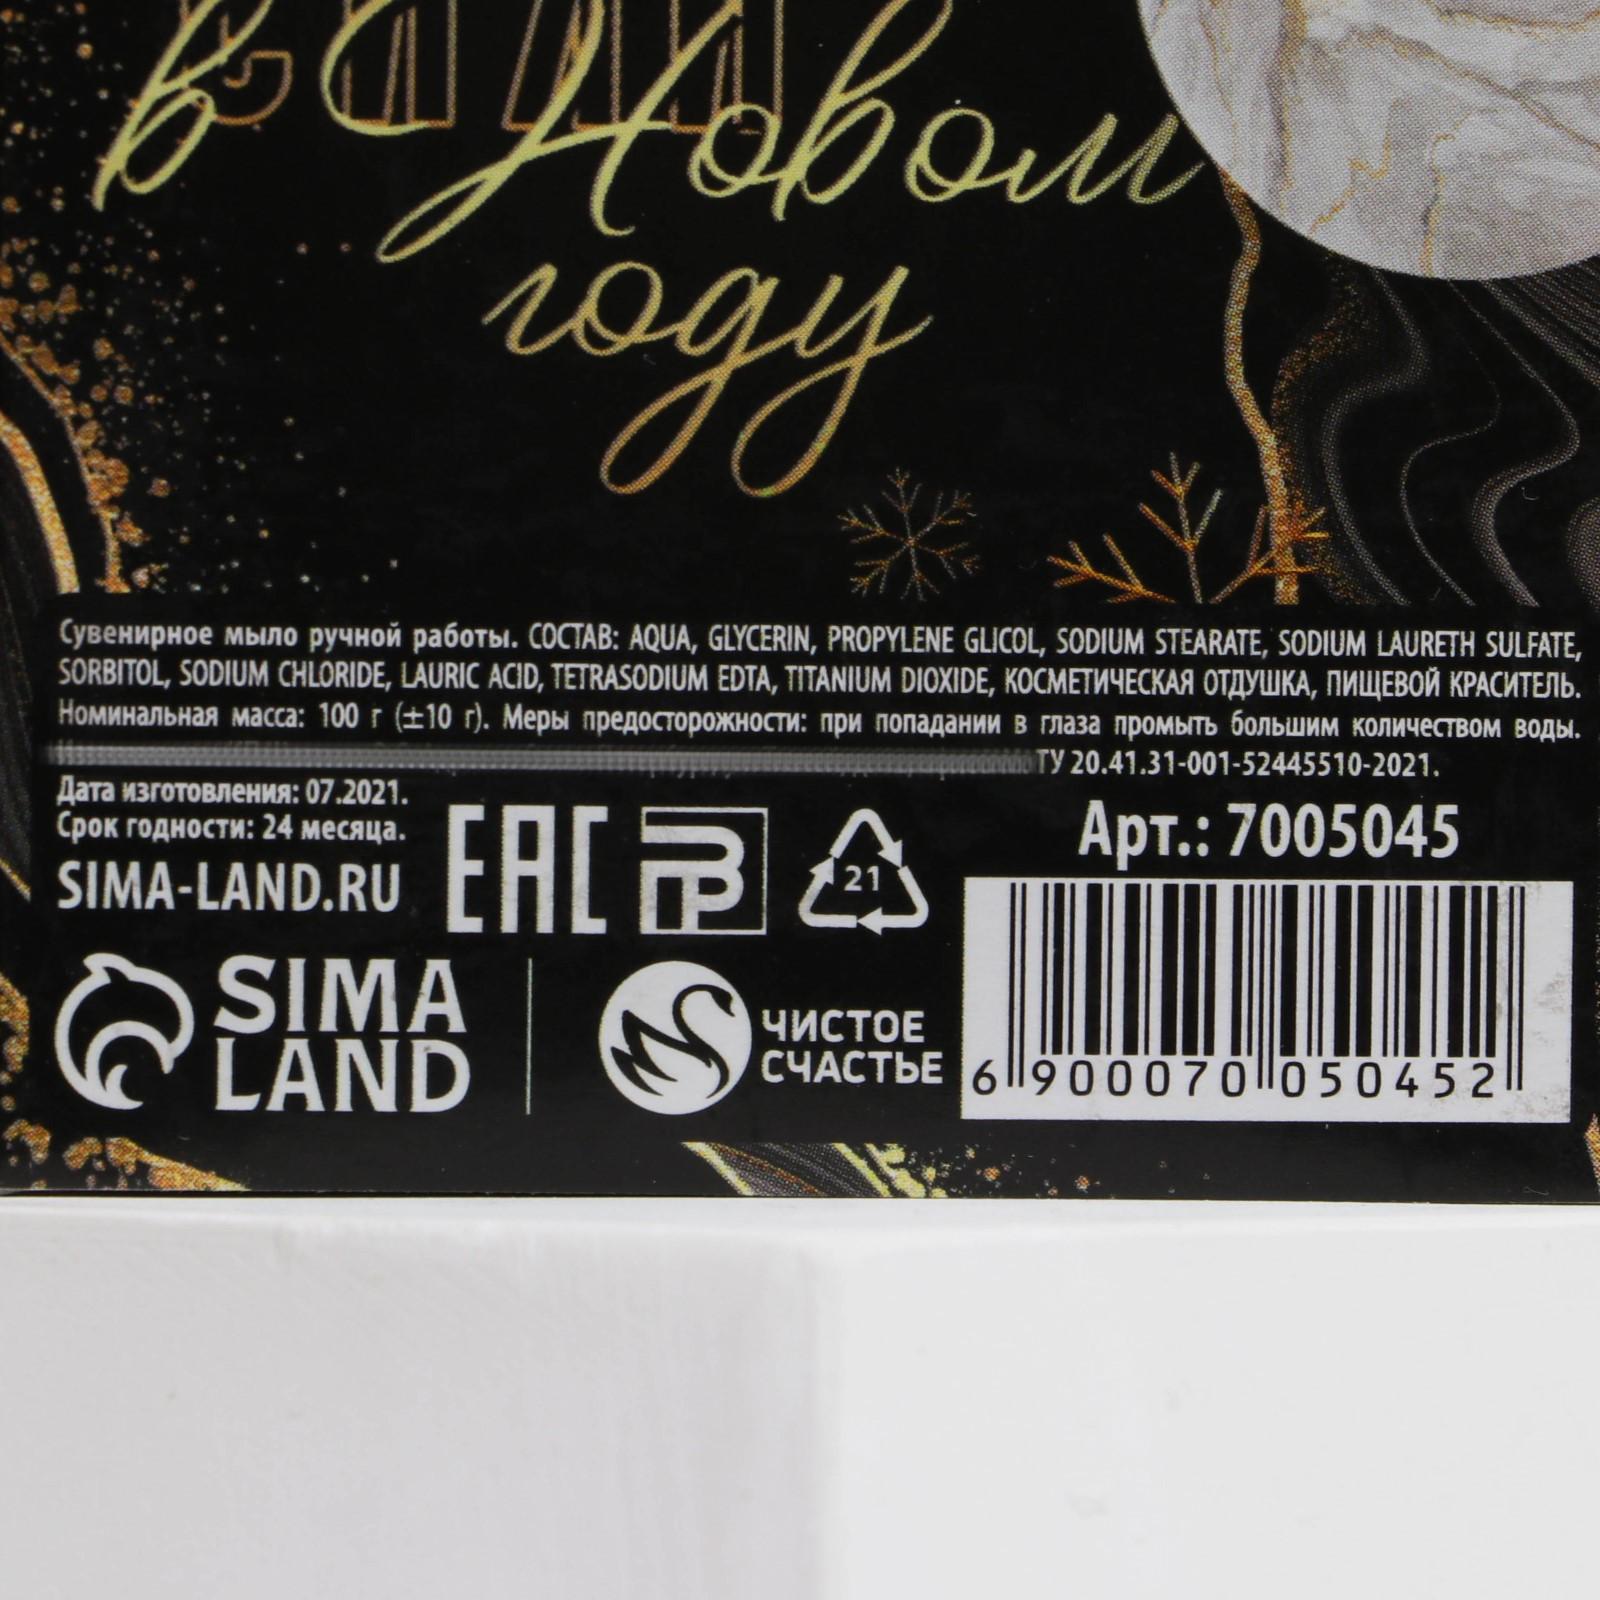 в Новом
году
Сувенирное мыло ручной работы. СОСТАВ: AQUA, GLYCERIN, PROPYLENE GLICOL, SODIUM STEARATE, SODIUM LAURETH SULFATE,
SORBITOL, SODIUM CHLORIDE, LAURIC ACID, TETRASODIUM EDTA, TITANIUM DIOXIDE, КОСМЕТИЧЕСКАЯ ОТДУШКА, ПИЩЕВОЙ КРАСИТЕЛЬ.
Номинальная масса: 100 г (±10 г). Меры предосторожности: при попадании в глаза промыть большим количеством воды.
ТУ 20.41.31-001-52445510-2021.
Дата изготовления: 07.2021.
Срок годности: 24 месяца.
SIMA-LAND.RU
EAC
21
Арт.: 7005045
SIMA
LAND
ЧИСТОЕ
СЧАСТЬЕ
6 900070 050452